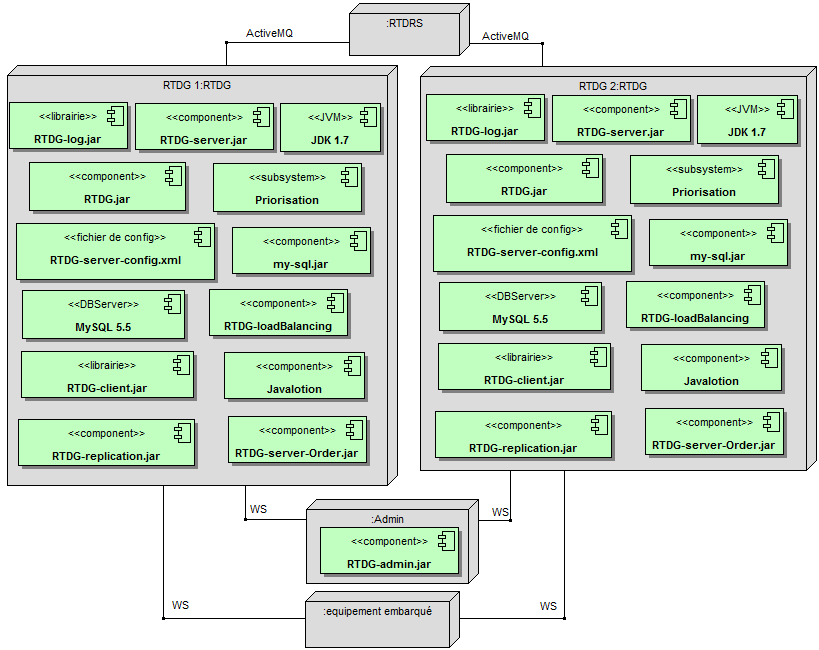 :RTDRS
ActiveMQ
ActiveMQ
RTDG 1:RTDG
<<librairie>>
RTDG-log.jar
<<component>>
RTDG-server.jar
<<JVM>>
JDK 1.7
<<component>>
RTDG.jar
<<subsystem>>
Priorisation
<<fichier de config>>
RTDG-server-config.xml
<<component>>
my-sql.jar
<<DBServer>>
MySQL 5.5
<<component>>
RTDG-loadBalancing
<<librairie>>
RTDG-client.jar
<<component>>
Javalotion
<<component>>
RTDG-replication.jar
<<component>>
RTDG-server-Order.jar
RTDG 2:RTDG
<<librairie>>
RTDG-log.jar
<<component>>
RTDG-server.jar
<<JVM>>
JDK 1.7
<<component>>
RTDG.jar
<<subsystem>>
Priorisation
<<fichier de config>>
RTDG-server-config.xml
<<component>>
my-sql.jar
<<DBServer>>
MySQL 5.5
<<component>>
RTDG-loadBalancing
<<librairie>>
RTDG-client.jar
<<component>>
Javalotion
<<component>>
RTDG-replication.jar
<<component>>
RTDG-server-Order.jar
WS
WS
:Admin
<<component>>
RTDG-admin.jar
WS
WS
:equipement embarqué